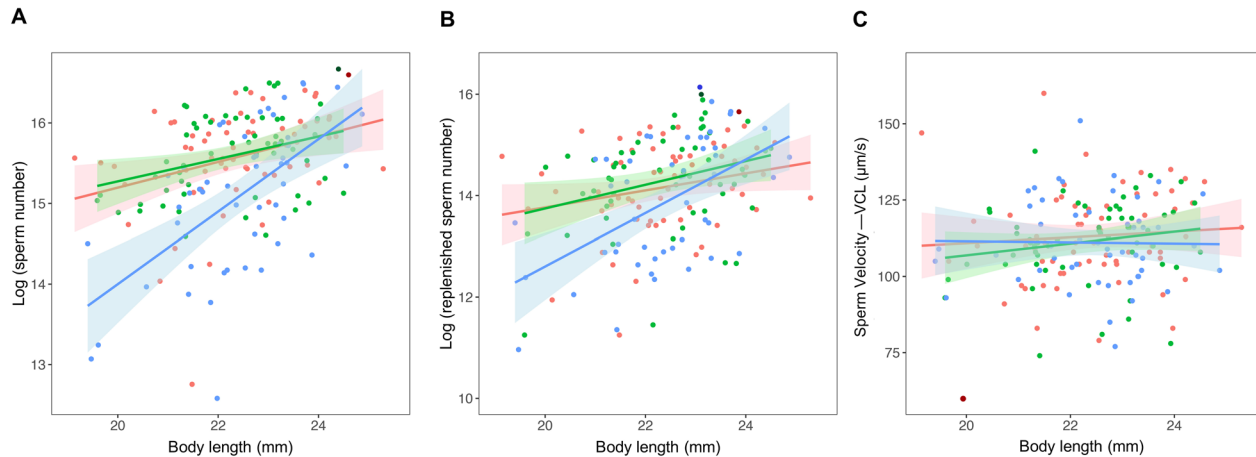 A
B
C
Log (sperm number)
16
15
14
13
20
22
24
Body length (mm)
Log (replenished sperm number)
16
14
12
10
20
22
24
Body length (mm)
Sperm Velocity—VCL (µm/s)
150
125
100
75
20
22
24
Body length (mm)